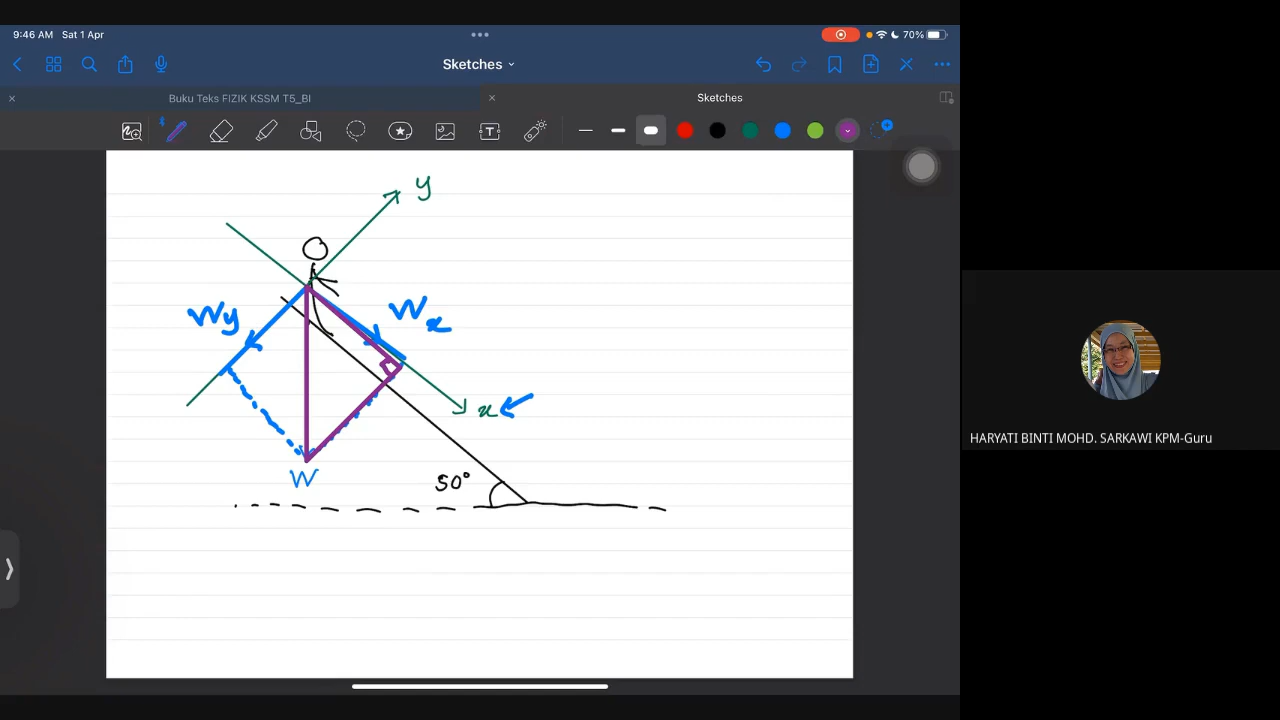 9:46 AM Sat 1 Apr
70%
Sketches
Buku Teks FIZIK KSSM T5_BI
Sketches
y
Wy
Wx
x
W
50°
HARYATI BINTI MOHD. SARKAWI KPM-Guru